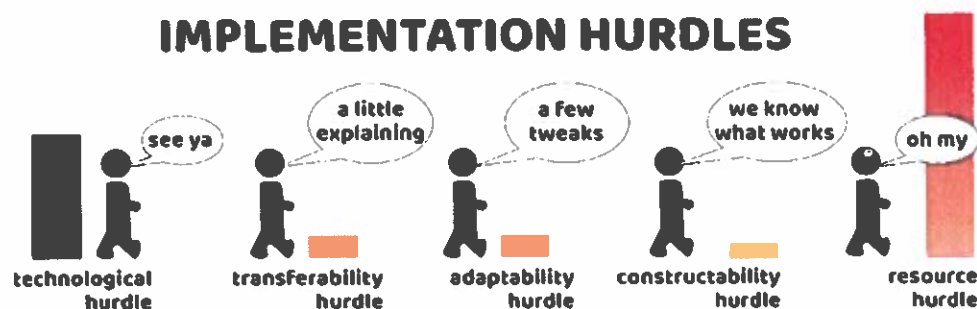 IMPLEMENTATION HURDLES
see ya
a little
explaining
a few
tweaks
we know
what works
oh my
technological
hurdle
transferability
hurdle
adaptability
hurdle
constructability
hurdle
resource
hurdle